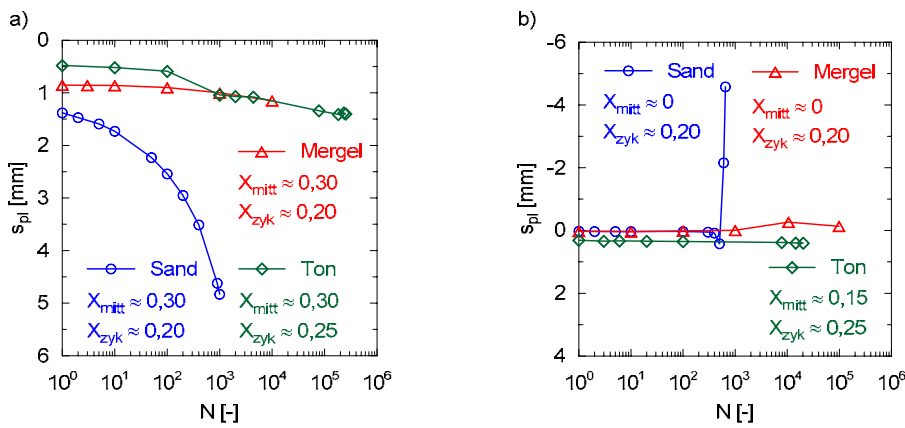 a)
0
1
2
3
4
5
6
s_pl [mm]
10^0 10^1 10^2 10^3 10^4 10^5 10^6
N [-]
Mergel
X_mitt ≈ 0,30
X_zyk ≈ 0,20
Sand
X_mitt ≈ 0,30
X_zyk ≈ 0,20
Ton
X_mitt ≈ 0,30
X_zyk ≈ 0,25
b)
-6
-4
-2
0
2
4
s_pl [mm]
10^0 10^1 10^2 10^3 10^4 10^5 10^6
N [-]
Sand
X_mitt ≈ 0
X_zyk ≈ 0,20
Mergel
X_mitt ≈ 0
X_zyk ≈ 0,20
Ton
X_mitt ≈ 0,15
X_zyk ≈ 0,25